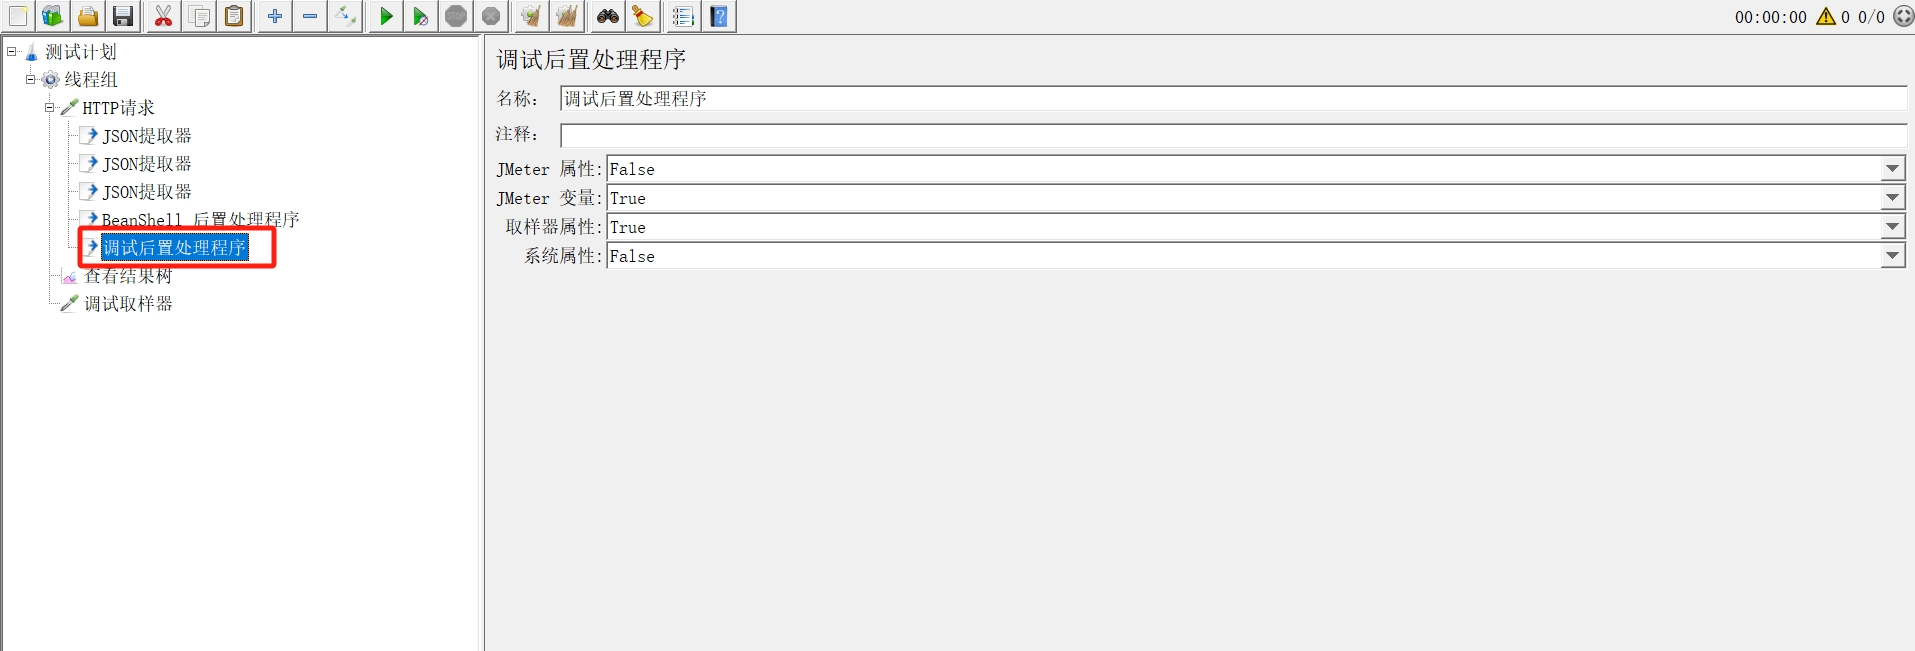 00:00:00 0 0/0
测试计划
线程组
HTTP请求
JSON提取器
JSON提取器
JSON提取器
BeanShell 后置处理程序
调试后置处理程序
查看结果树
调试取样器
调试后置处理程序
名称: 调试后置处理程序
注释:
JMeter 属性: False
JMeter 变量: True
取样器属性: True
系统属性: False